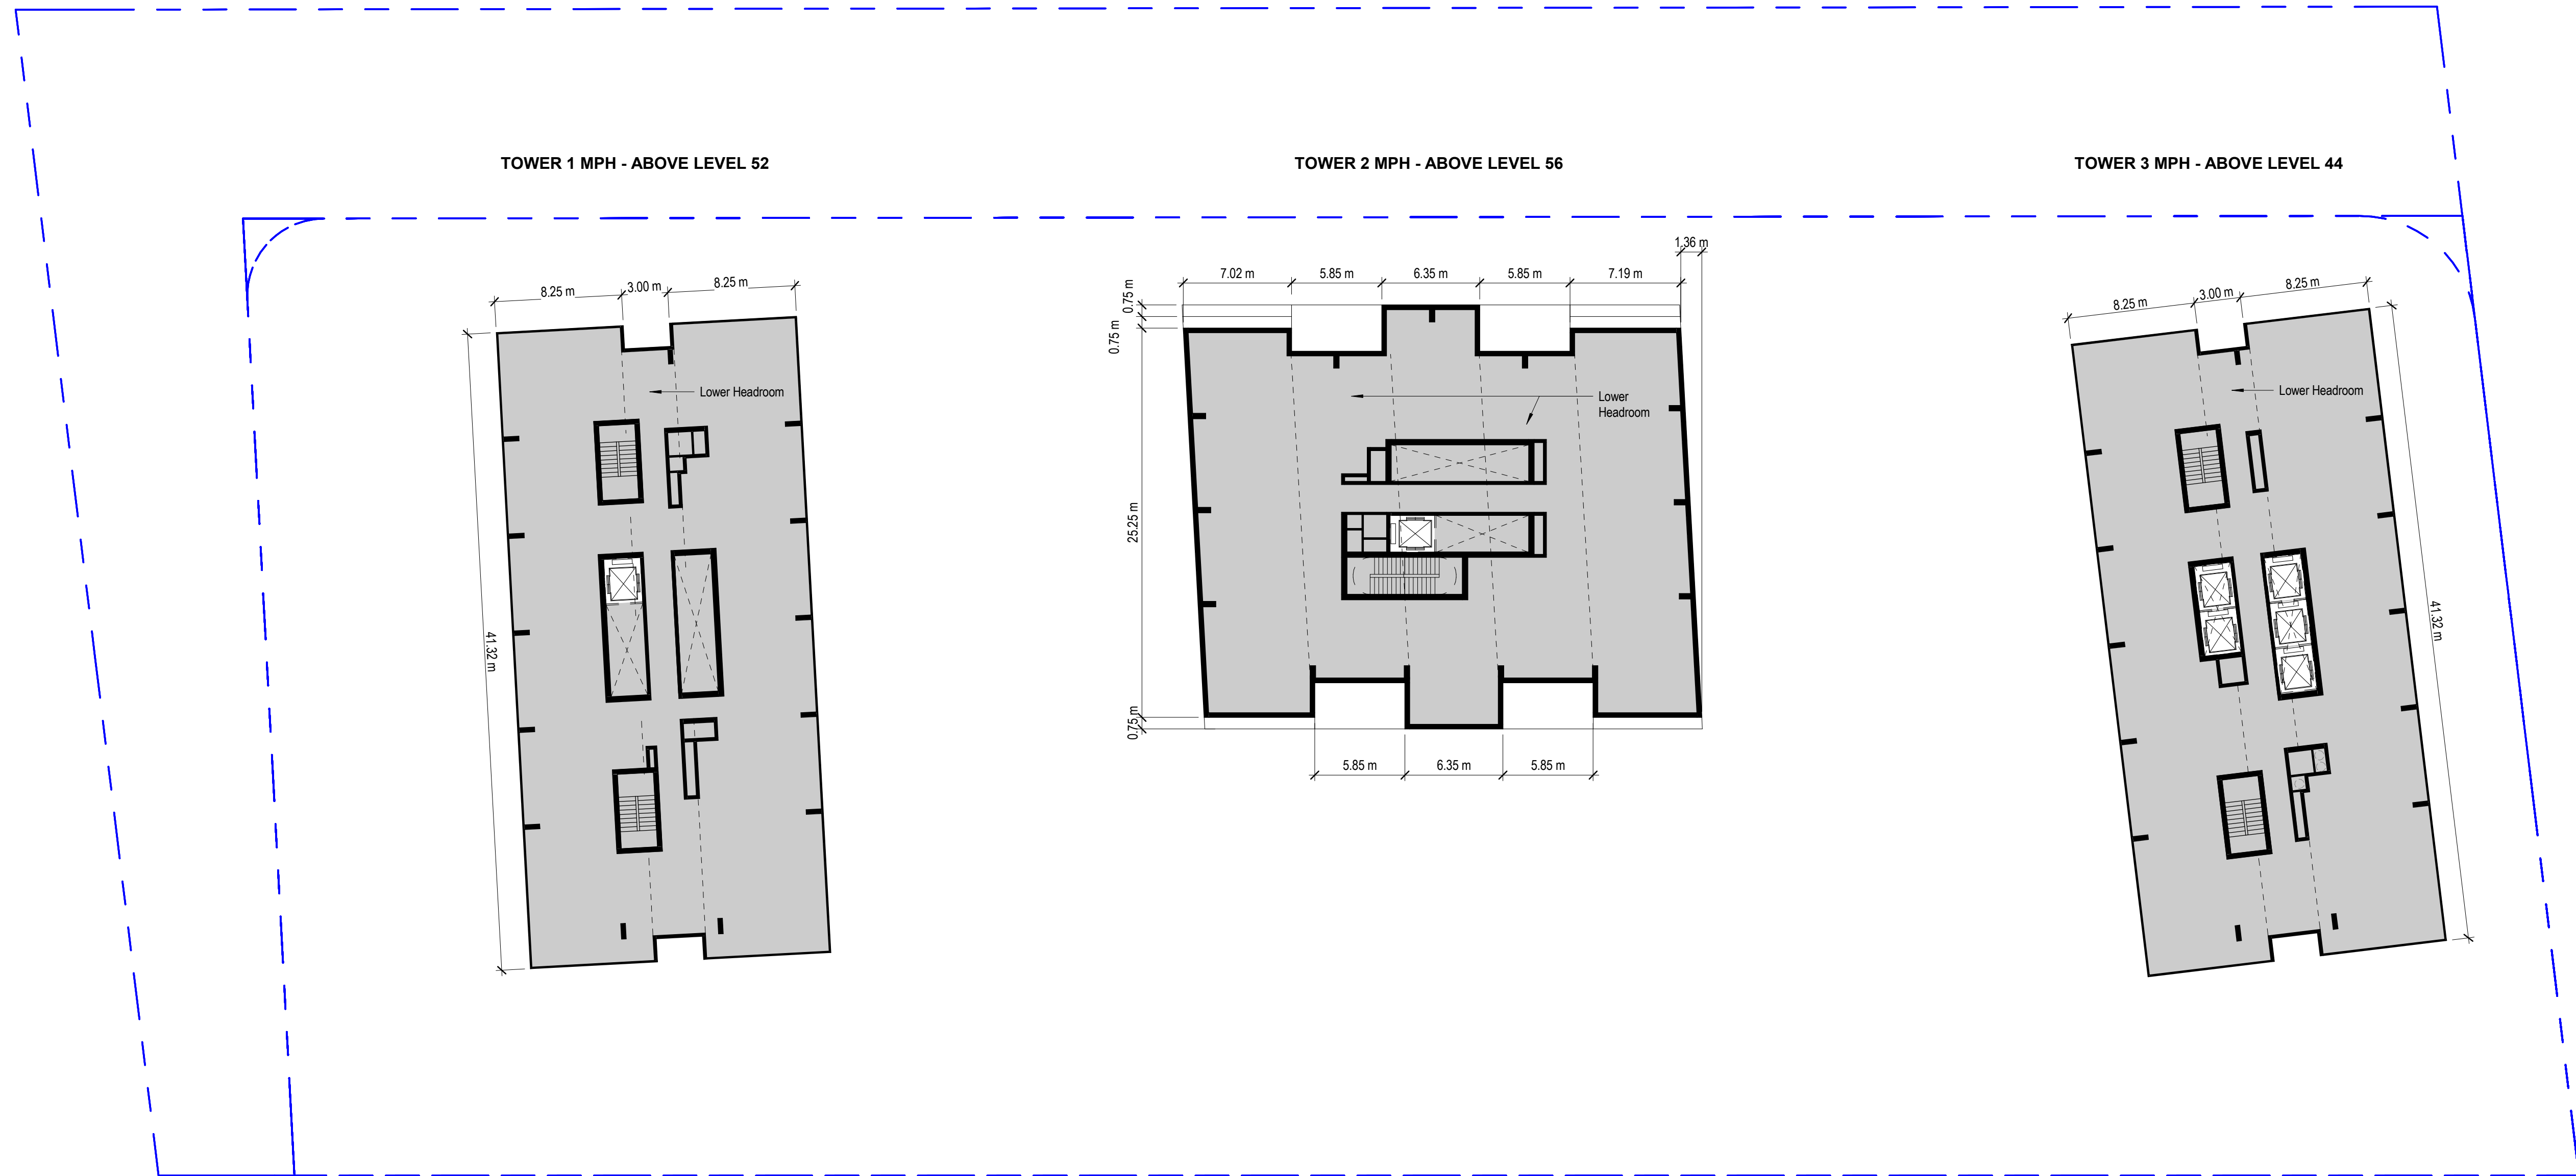 TOWER 1 MPH - ABOVE LEVEL 52
TOWER 2 MPH - ABOVE LEVEL 56
TOWER 3 MPH - ABOVE LEVEL 44
8.25 m
3.00 m
8.25 m
Lower Headroom
41.32 m
1.36 m
7.02 m
5.85 m
6.35 m
5.85 m
7.19 m
0.75 m
0.75 m
Lower
Headroom
25.25 m
0.75 m
5.85 m
6.35 m
5.85 m
8.25 m
3.00 m
8.25 m
Lower Headroom
41.32 m